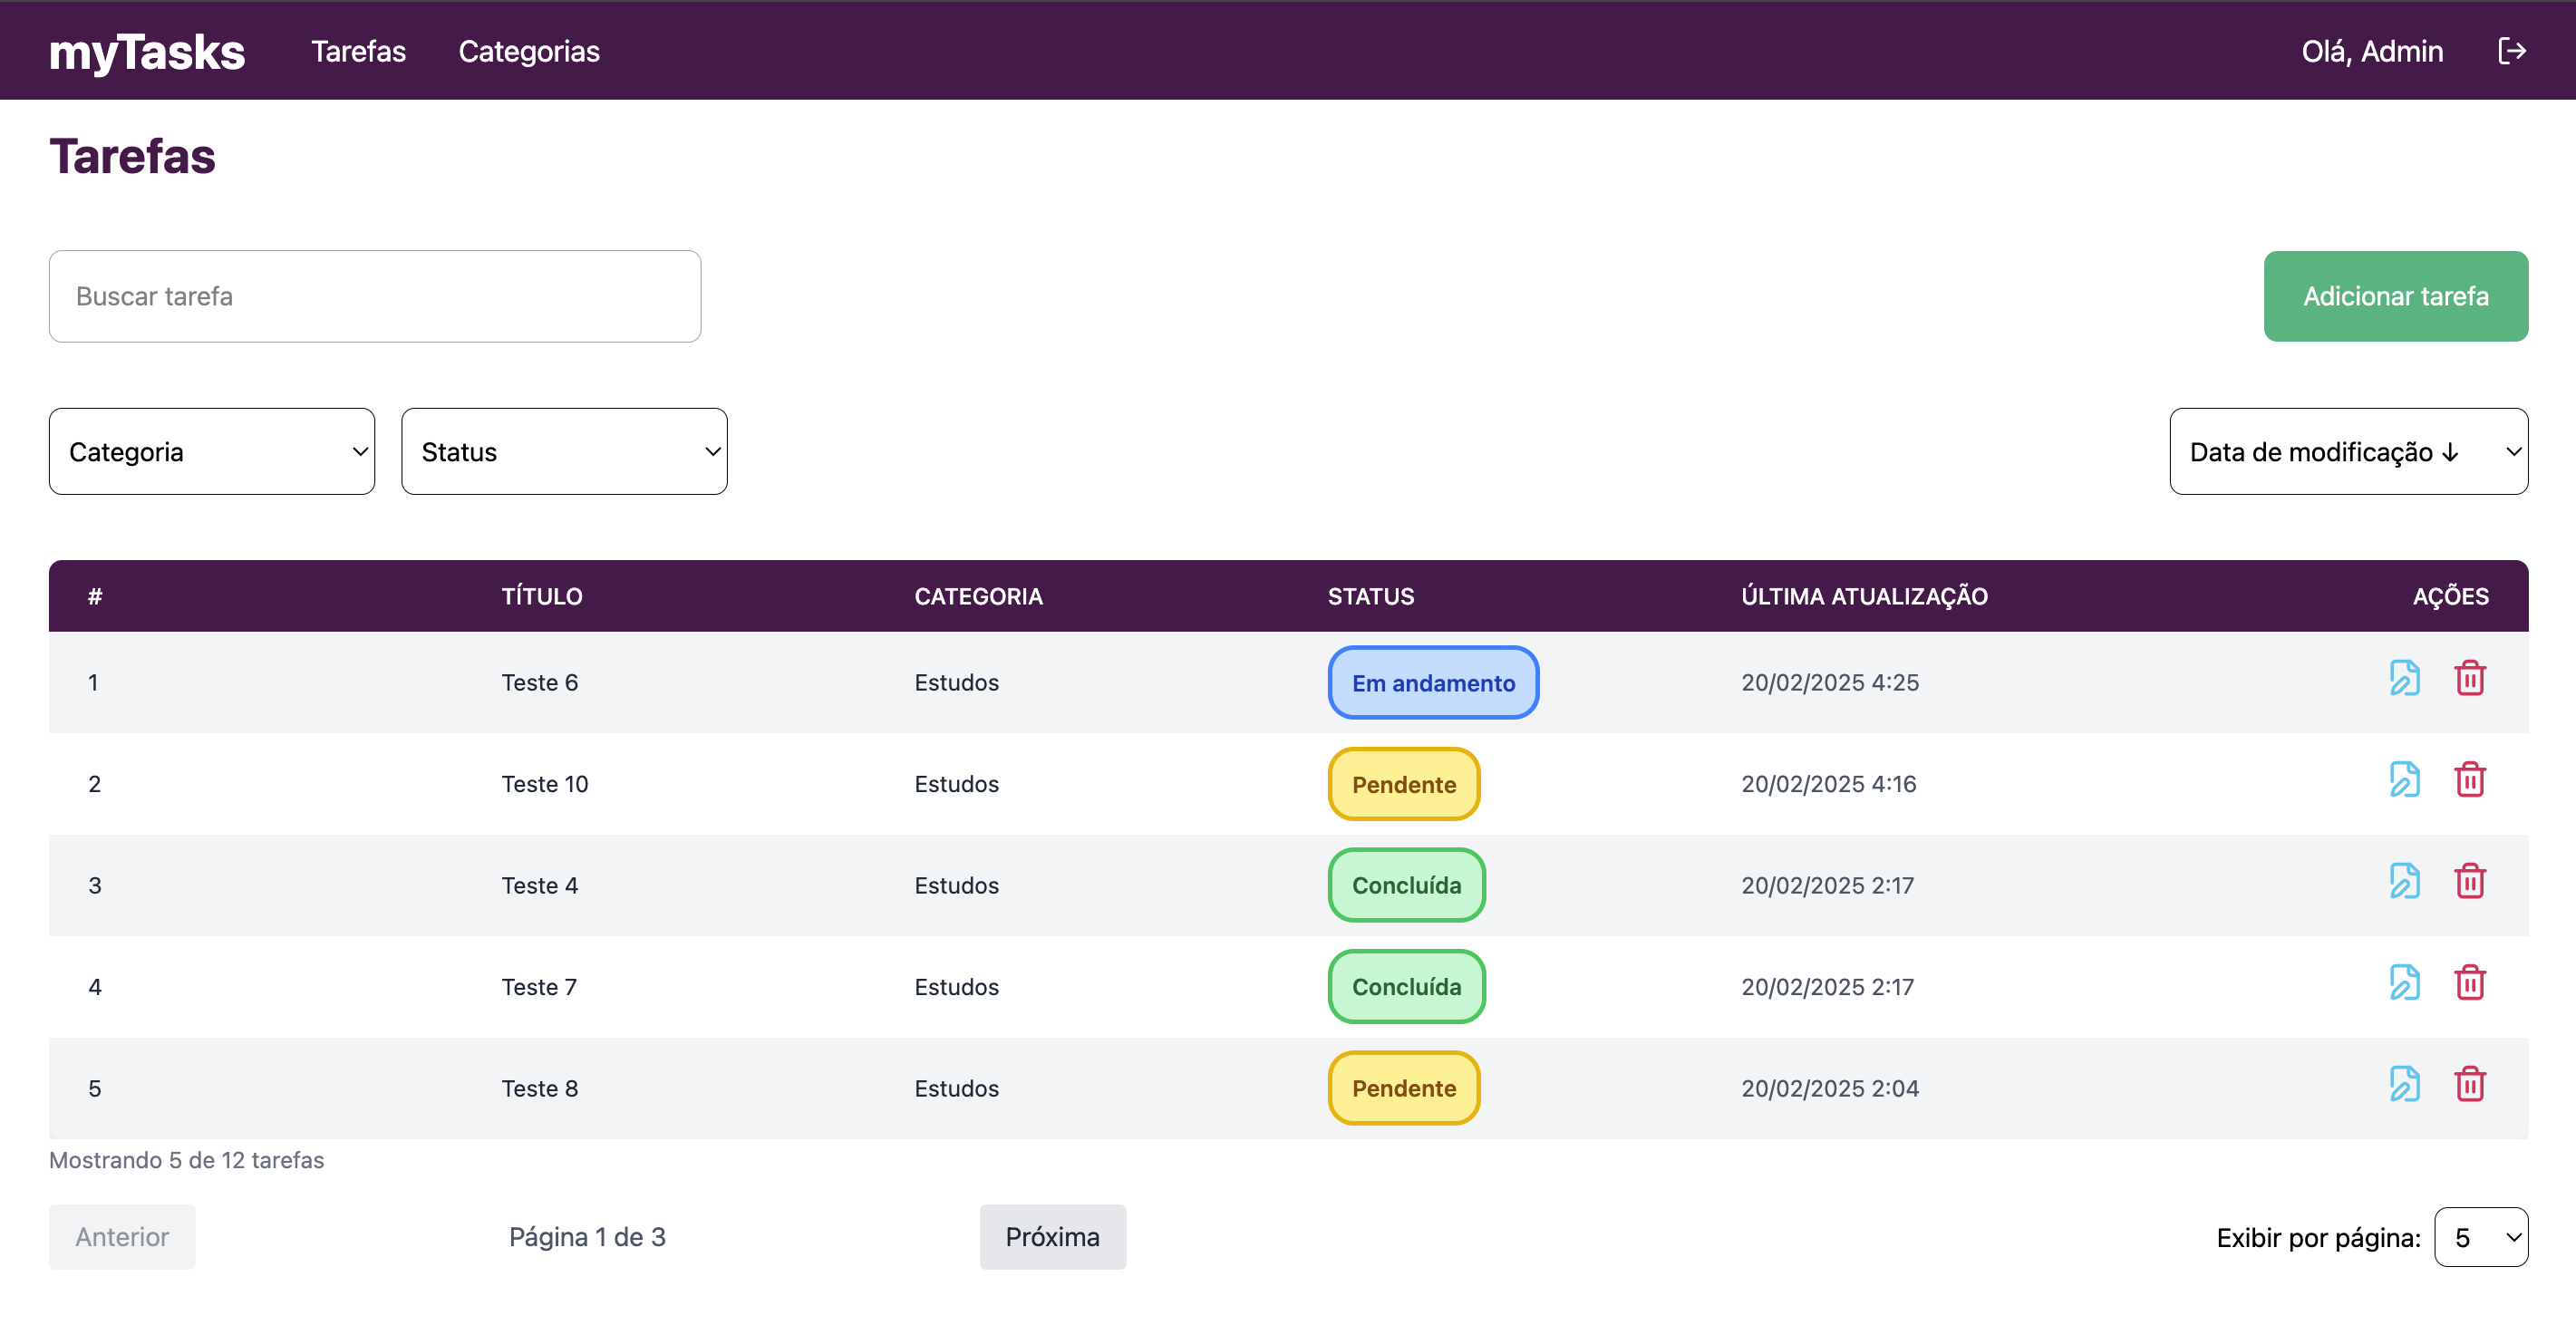 myTasks Tarefas Categorias Olá, Admin
Tarefas
Buscar tarefa Adicionar tarefa
Categoria Status Data de modificação ↓
# TÍTULO CATEGORIA STATUS ÚLTIMA ATUALIZAÇÃO AÇÕES
1 Teste 6 Estudos Em andamento 20/02/2025 4:25
2 Teste 10 Estudos Pendente 20/02/2025 4:16
3 Teste 4 Estudos Concluída 20/02/2025 2:17
4 Teste 7 Estudos Concluída 20/02/2025 2:17
5 Teste 8 Estudos Pendente 20/02/2025 2:04
Mostrando 5 de 12 tarefas
Anterior Página 1 de 3 Próxima Exibir por página: 5